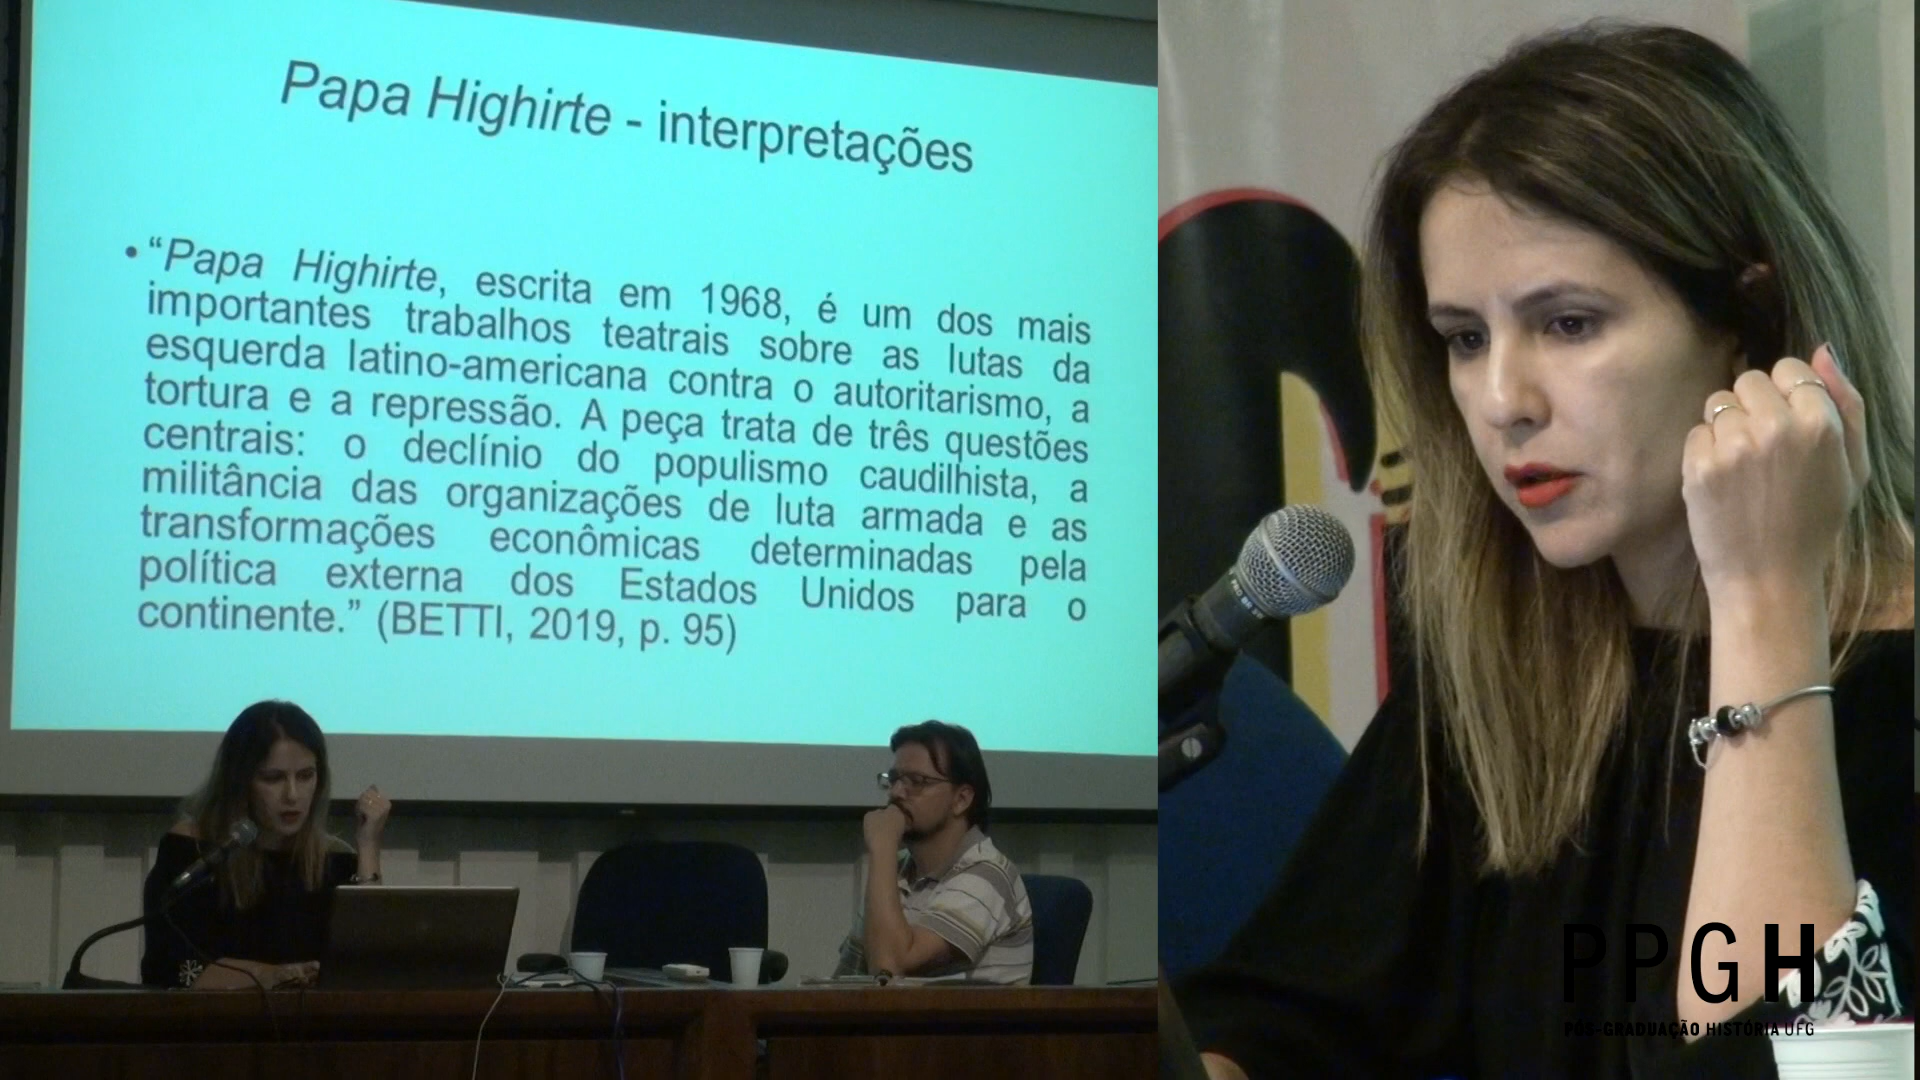 Papa Highirte - interpretações
• “Papa Highirte, escrita em 1968, é um dos mais
importantes trabalhos teatrais sobre as lutas da
esquerda latino-americana contra o autoritarismo, a
tortura e a repressão. A peça trata de três questões
centrais: o declínio do populismo caudilhista, a
militância das organizações de luta armada e as
transformações econômicas determinadas pela
política externa dos Estados Unidos para o
continente.” (BETTI, 2019, p. 95)
PPGH
PÓS-GRADUAÇÃO HISTÓRIA UFG